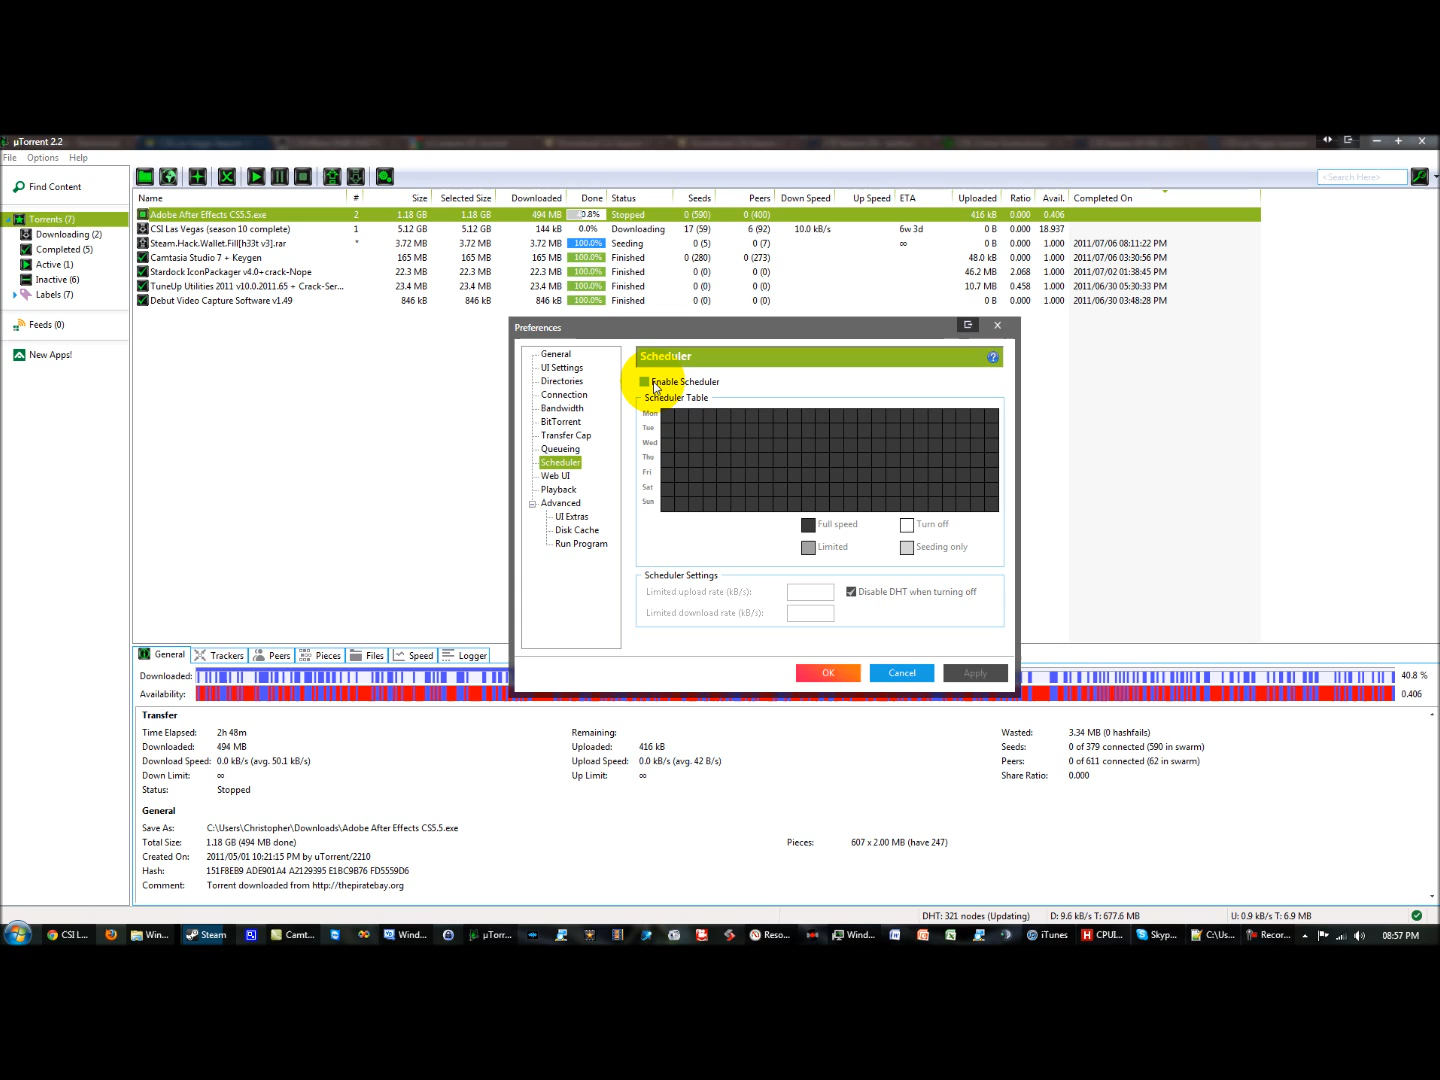 µTorrent 2.2
File Options Help
Find Content
<Search Here>
Name # Size Selected Size Downloaded Done Status Seeds Peers Down Speed Up Speed ETA Uploaded Ratio Avail. Completed On
Torrents (7)
Downloading (2)
Completed (5)
Active (1)
Inactive (6)
Labels (7)
Feeds (0)
New Apps!
Adobe After Effects CS5.5.exe 2 1.18 GB 1.18 GB 494 MB 40.8% Stopped 0 (590) 0 (400) 416 kB 0.000 0.406
CSI Las Vegas (season 10 complete) 1 5.12 GB 5.12 GB 144 kB 0.0% Downloading 17 (59) 6 (92) 10.0 kB/s 6w 3d 0 B 0.000 18.937
Steam.Hack.Wallet.Fill[h33t v3].rar * 3.72 MB 3.72 MB 3.72 MB 100.0% Seeding 0 (5) 0 (7) ∞ 0 B 0.000 1.000 2011/07/06 08:11:22 PM
Camtasia Studio 7 + Keygen 165 MB 165 MB 165 MB 100.0% Finished 0 (280) 0 (273) 48.0 kB 0.000 1.000 2011/07/06 03:30:56 PM
Stardock IconPackager v4.0+crack-Nope 22.3 MB 22.3 MB 22.3 MB 100.0% Finished 0 (0) 0 (0) 46.2 MB 2.068 1.000 2011/07/02 01:38:45 PM
TuneUp Utilities 2011 v10.0.2011.65 + Crack-Ser... 23.4 MB 23.4 MB 23.4 MB 100.0% Finished 0 (0) 0 (0) 10.7 MB 0.458 1.000 2011/06/30 05:30:33 PM
Debut Video Capture Software v1.49 846 kB 846 kB 846 kB 100.0% Finished 0 (0) 0 (0) 0 B 0.000 1.000 2011/06/30 03:48:28 PM
Preferences
General
UI Settings
Directories
Connection
Bandwidth
BitTorrent
Transfer Cap
Queueing
Scheduler
Web UI
Playback
Advanced
UI Extras
Disk Cache
Run Program
Scheduler
Enable Scheduler
Scheduler Table
Mon
Tue
Wed
Thu
Fri
Sat
Sun
Full speed Turn off
Limited Seeding only
Scheduler Settings
Limited upload rate (kB/s): Disable DHT when turning off
Limited download rate (kB/s):
OK Cancel Apply
General Trackers Peers Pieces Files Speed Logger
Downloaded: 40.8 %
Availability: 0.406
Transfer
Time Elapsed: 2h 48m Remaining: Wasted: 3.34 MB (0 hashfails)
Downloaded: 494 MB Uploaded: 416 kB Seeds: 0 of 379 connected (590 in swarm)
Download Speed: 0.0 kB/s (avg. 50.1 kB/s) Upload Speed: 0.0 kB/s (avg. 42 B/s) Peers: 0 of 611 connected (62 in swarm)
Down Limit: ∞ Up Limit: ∞ Share Ratio: 0.000
Status: Stopped
General
Save As: C:\Users\Christopher\Downloads\Adobe After Effects CS5.5.exe
Total Size: 1.18 GB (494 MB done) Pieces: 607 x 2.00 MB (have 247)
Created On: 2011/05/01 10:21:15 PM by uTorrent/2210
Hash: 151F8EB9 ADE901A4 A2129395 E1BC9B76 FD5559D6
Comment: Torrent downloaded from http://thepiratebay.org
DHT: 321 nodes (Updating) D: 9.6 kB/s T: 677.6 MB U: 0.9 kB/s T: 6.9 MB
CSI L... Win... Steam Camt... Wind... µTorr... Reso... Wind... iTunes CPUI... Skyp... C:\Us... Recor... 08:57 PM